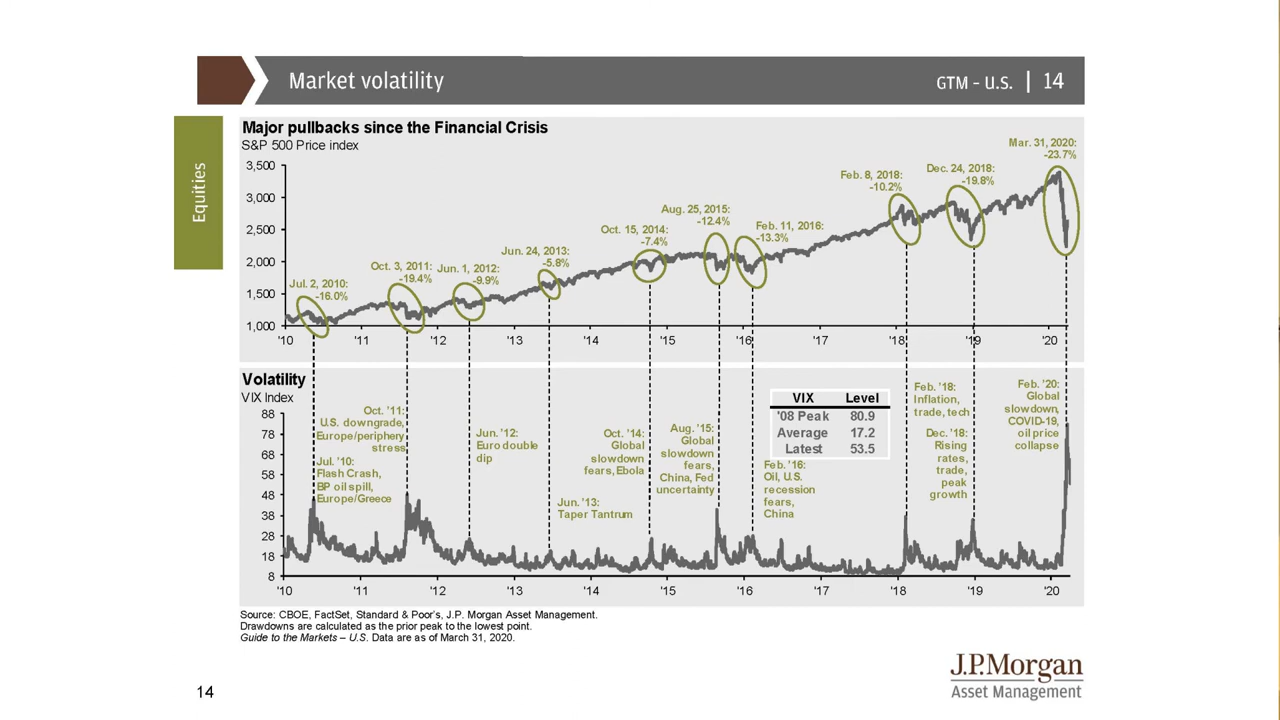 Market volatility
GTM – U.S. | 14
Equities
Major pullbacks since the Financial Crisis
S&P 500 Price index
3,500
3,000
2,500
2,000
1,500
1,000
Jul. 2, 2010:
-16.0%
Oct. 3, 2011:
-19.4%
Jun. 1, 2012:
-9.9%
Jun. 24, 2013:
-5.8%
Oct. 15, 2014:
-7.4%
Aug. 25, 2015:
-12.4%
Feb. 11, 2016:
-13.3%
Feb. 8, 2018:
-10.2%
Dec. 24, 2018:
-19.8%
Mar. 31, 2020:
-23.7%
'10 '11 '12 '13 '14 '15 '16 '17 '18 '19 '20
Volatility
VIX Index
88
78
68
58
48
38
28
18
8
Jul. '10:
Flash Crash,
BP oil spill,
Europe/Greece
Oct. '11:
U.S. downgrade,
Europe/periphery
stress
Jun. '12:
Euro double
dip
Jun. '13:
Taper Tantrum
Oct. '14:
Global
slowdown
fears, Ebola
Aug. '15:
Global
slowdown
fears,
China, Fed
uncertainty
Feb. '16:
Oil, U.S.
recession
fears,
China
VIX Level
'08 Peak 80.9
Average 17.2
Latest 53.5
Feb. '18:
Inflation,
trade, tech
Dec. '18:
Rising
rates,
trade,
peak
growth
Feb. '20:
Global
slowdown,
COVID-19,
oil price
collapse
'10 '11 '12 '13 '14 '15 '16 '17 '18 '19 '20
Source: CBOE, FactSet, Standard & Poor's, J.P. Morgan Asset Management.
Drawdowns are calculated as the prior peak to the lowest point.
Guide to the Markets – U.S. Data are as of March 31, 2020.
J.P.Morgan
Asset Management
14